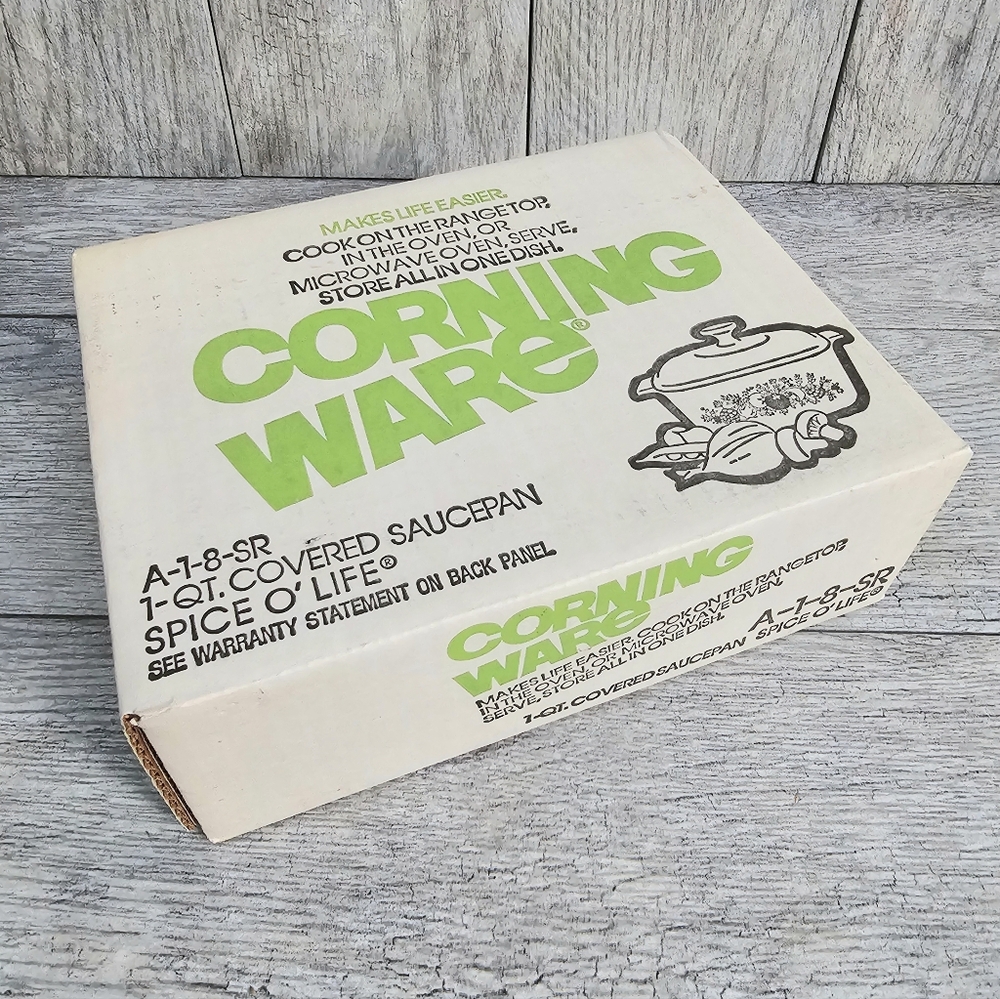 MAKES LIFE EASIER.
COOK ON THE RANGETOP,
IN THE OVEN, OR
MICROWAVE OVEN, SERVE,
STORE ALL IN ONE DISH.
CORNING
WARE®
A-1-8-SR
1-QT. COVERED SAUCEPAN
SPICE O' LIFE®
SEE WARRANTY STATEMENT ON BACK PANEL.
CORNING
WARE
MAKES LIFE EASIER. COOK ON THE RANGETOP,
IN THE OVEN, OR MICROWAVE OVEN,
SERVE, STORE ALL IN ONE DISH.
1-QT. COVERED SAUCEPAN
A-1-8-SR
SPICE O' LIFE®